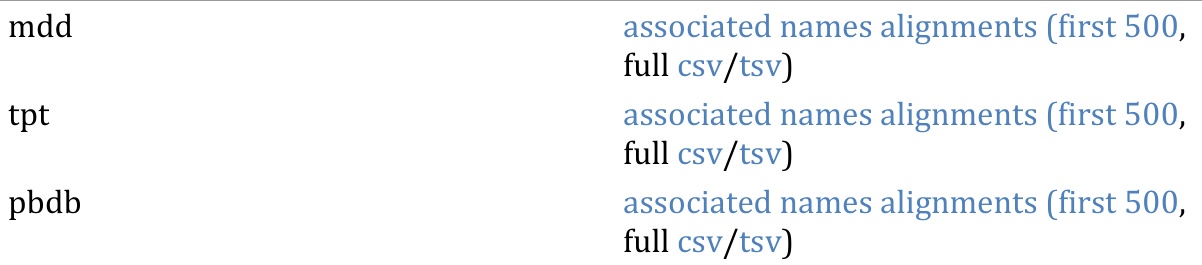 mdd associated names alignments (first 500,
full csv/tsv)
tpt associated names alignments (first 500,
full csv/tsv)
pbdb associated names alignments (first 500,
full csv/tsv)